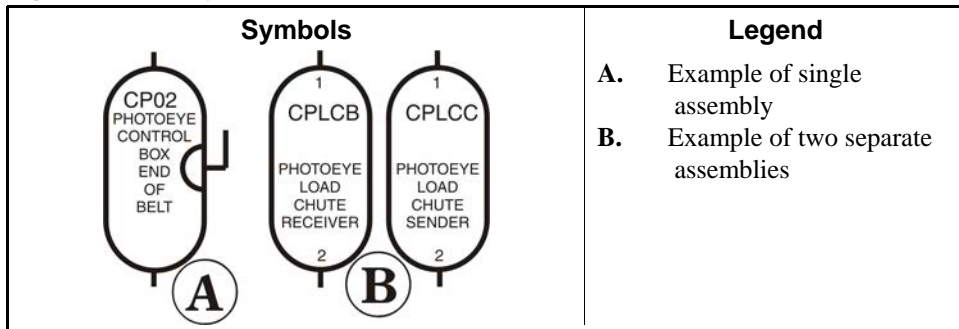 Symbols
Legend
CP02
PHOTOEYE
CONTROL
BOX
END
OF
BELT
A
1
CPLCB
PHOTOEYE
LOAD
CHUTE
RECEIVER
2
1
CPLCC
PHOTOEYE
LOAD
CHUTE
SENDER
2
B
A. Example of single
assembly
B. Example of two separate
assemblies